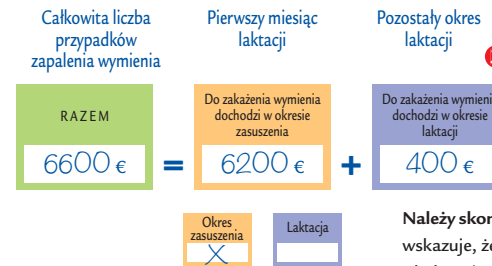 Całkowita liczba
przypadków
zapalenia wymienia
Pierwszy miesiąc
laktacji
Pozostały okres
laktacji
RAZEM
6600 €
=
Do zakażenia wymienia
dochodzi w okresie
zasuszenia
6200 €
+
Do zakażenia wymieni
dochodzi w okresie
laktacji
400 €
Okres
zasuszenia
X
Laktacja
Należy skor
wskazuje, że